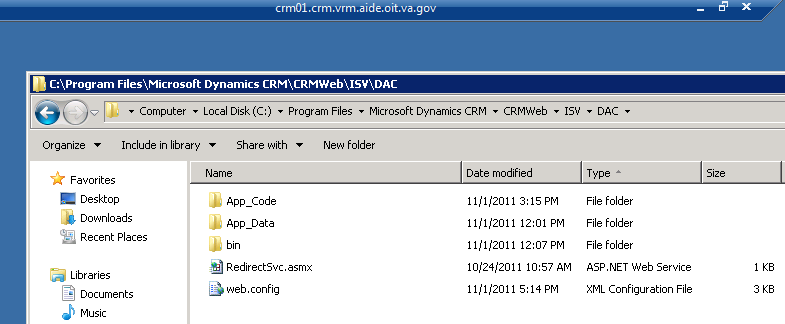 crm01.crm.vrm.aide.oit.va.gov
C:\Program Files\Microsoft Dynamics CRM\CRMWeb\ISV\DAC
Computer Local Disk (C:) Program Files Microsoft Dynamics CRM CRMWeb ISV DAC
Organize Include in library Share with New folder
Name Date modified Type Size
Favorites
Desktop
Downloads
Recent Places
Libraries
Documents
Music
App_Code 11/1/2011 3:15 PM File folder
App_Data 11/1/2011 12:01 PM File folder
bin 11/1/2011 12:07 PM File folder
RedirectSvc.asmx 10/24/2011 10:57 AM ASP.NET Web Service 1 KB
web.config 11/1/2011 5:14 PM XML Configuration File 3 KB